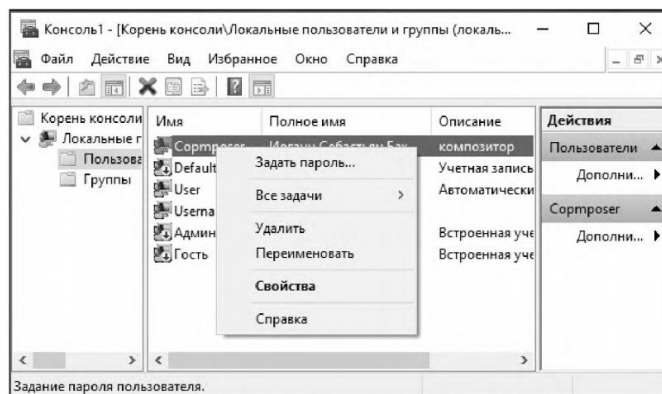 Консоль1 - [Корень консоли\Локальные пользователи и группы (локаль...
Файл Действие Вид Избранное Окно Справка
Корень консоли
Локальные г
Пользова
Группы
Имя Полное имя Описание
Copmposer Иоганн Себастьян Бах композитор
Default Учетная запись
User Автоматически
Userna
Админ Встроенная уче
Гость Встроенная уче
Задать пароль...
Все задачи
Удалить
Переименовать
Свойства
Справка
Действия
Пользователи
Дополни...
Copmposer
Дополни...
Задание пароля пользователя.